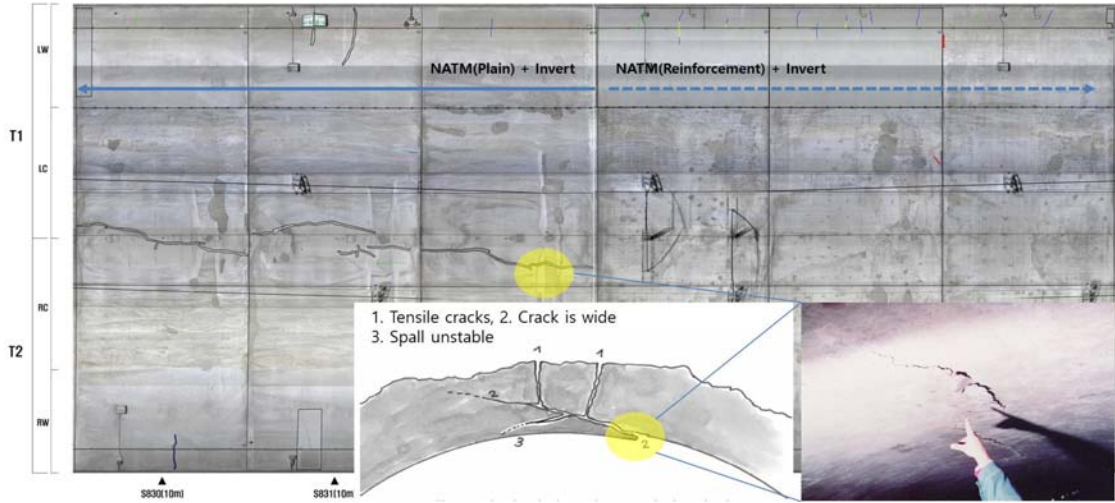 LW
NATM(Plain) + Invert
NATM(Reinforcement) + Invert
T1
LC
RC
1. Tensile cracks, 2. Crack is wide
3. Spall unstable
T2
1
1
2
3
2
RW
S830(10m)
S831(10m